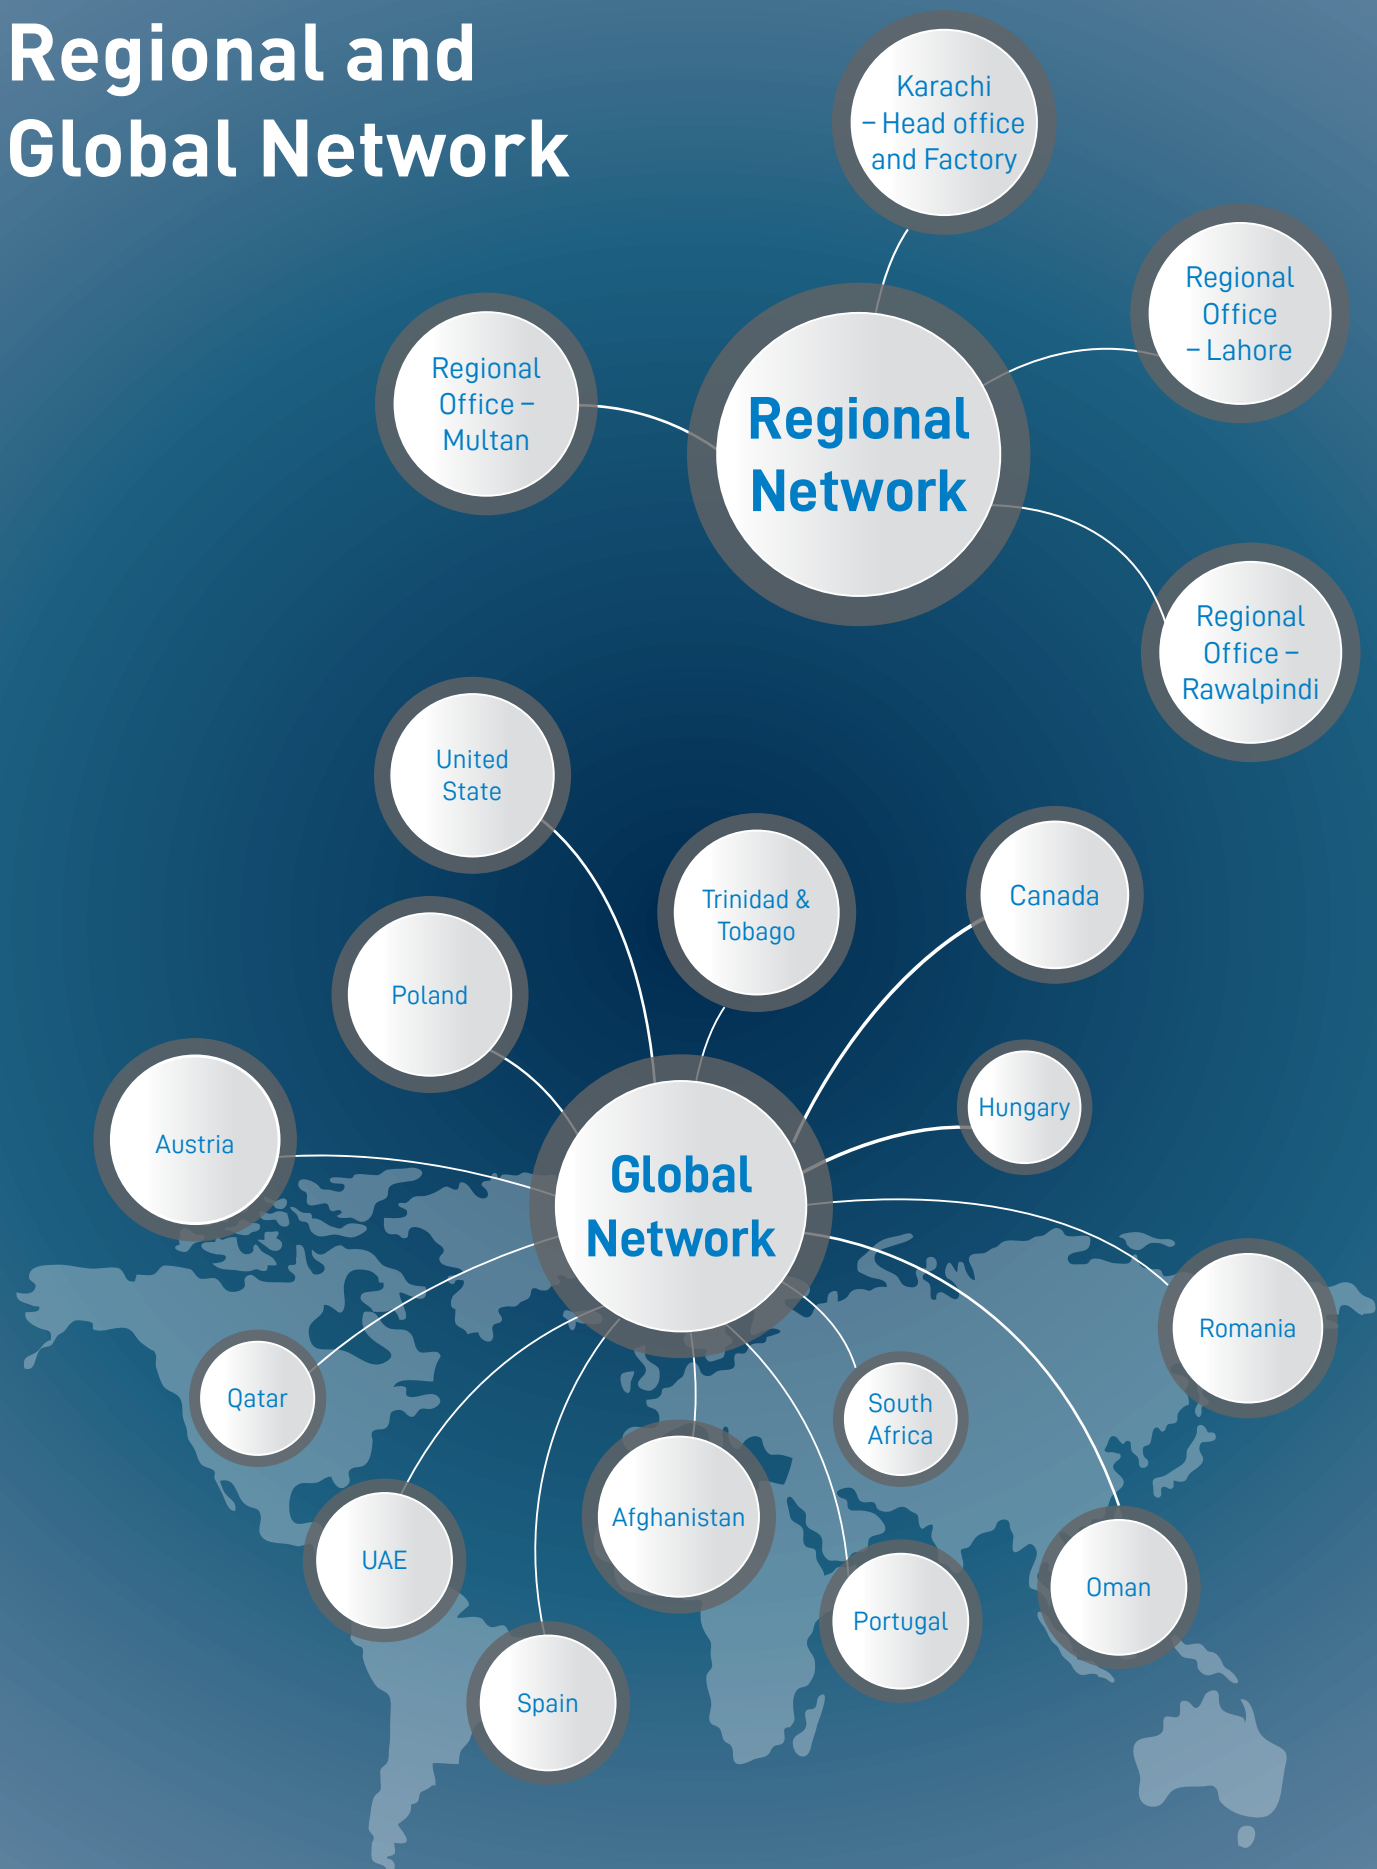 Regional and
Global Network
Karachi
– Head office
and Factory
Regional
Office
– Lahore
Regional
Office –
Multan
Regional
Network
Regional
Office –
Rawalpindi
United
State
Trinidad &
Tobago
Canada
Poland
Hungary
Austria
Global
Network
Romania
Qatar
South
Africa
Afghanistan
UAE
Oman
Portugal
Spain